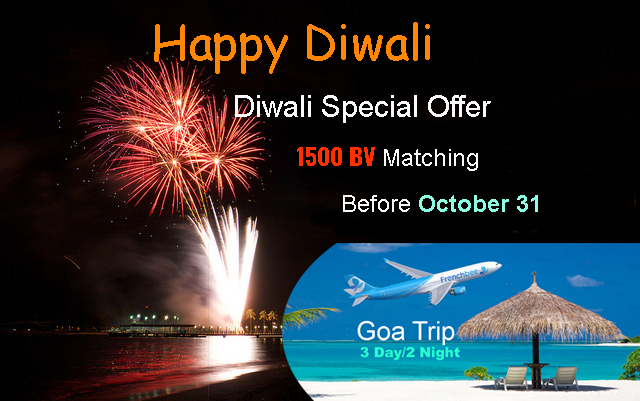 Happy Diwali
Diwali Special Offer
1500 BV Matching
Before October 31
Frenchbee
Goa Trip
3 Day/2 Night